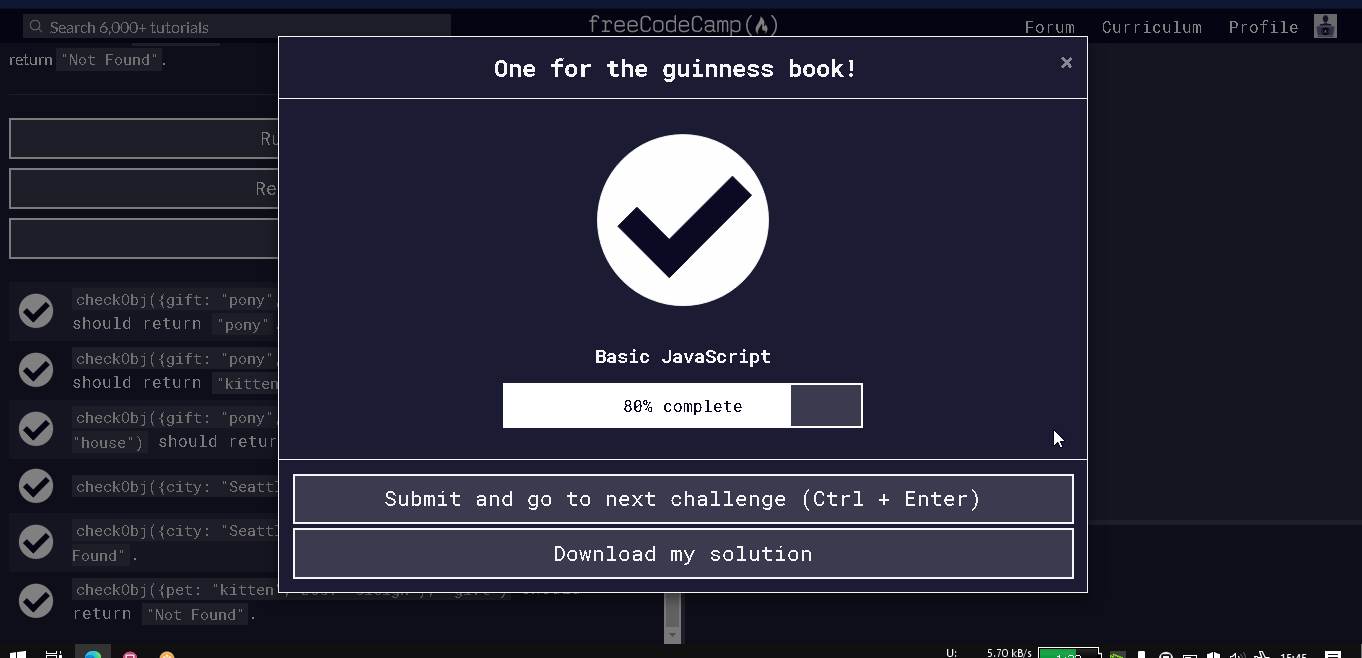 Search 6,000+ tutorials
freeCodeCamp
Forum
Curriculum
Profile
return "Not Found".
One for the guinness book!
×
Ru
Re
checkObj({gift: "pony",
should return "pony".
checkObj({gift: "pony",
should return "kitten
checkObj({gift: "pony",
"house") should retur
checkObj({city: "Seattl
checkObj({city: "Seattl
Found".
checkObj({pet: "kitten",
return "Not Found".
Basic JavaScript
80% complete
Submit and go to next challenge (Ctrl + Enter)
Download my solution
U:
5.70 kB/s
15:45